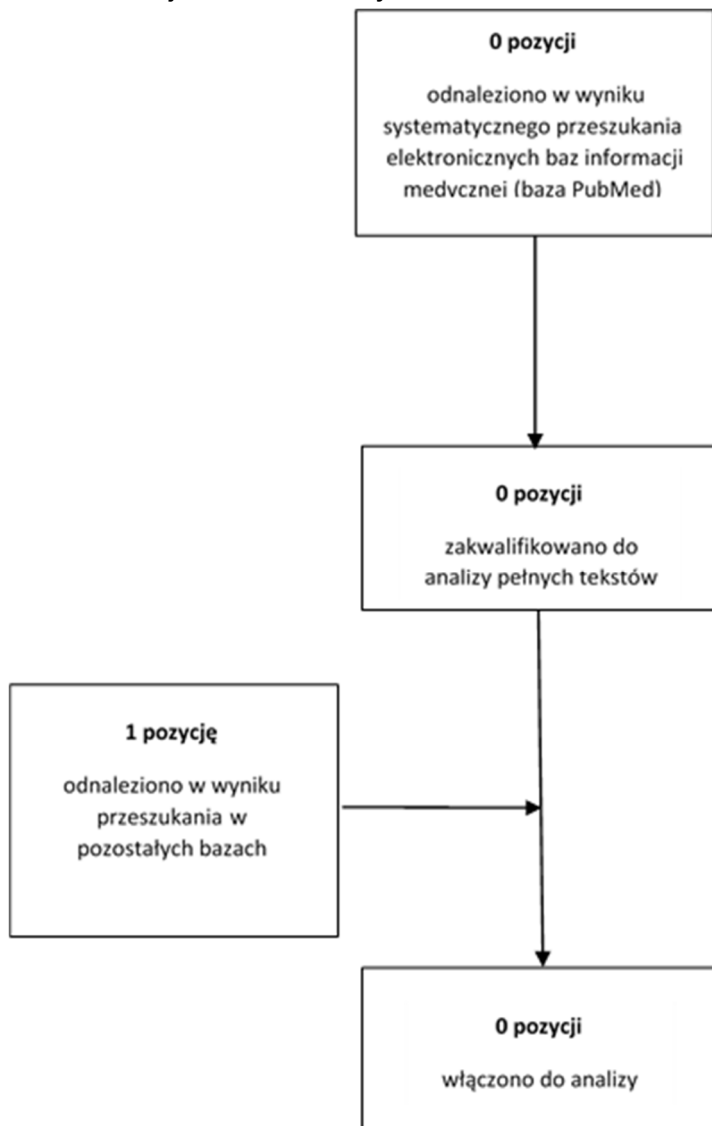 0 pozycji
odnaleziono w wyniku
systematycznego przeszukania
elektronicznych baz informacji
medycznej (baza PubMed)
0 pozycji
zakwalifikowano do
analizy pełnych tekstów
1 pozycję
odnaleziono w wyniku
przeszukania w
pozostałych bazach
0 pozycji
włączono do analizy